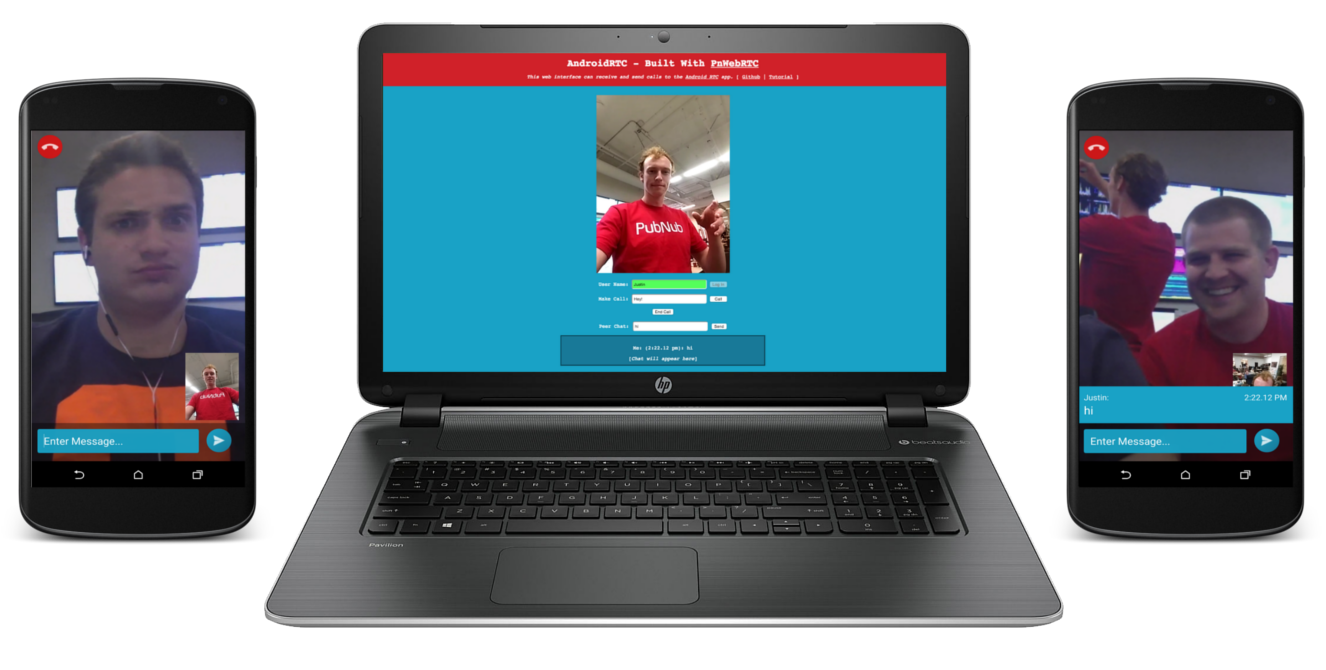 AndroidRTC - Built With PnWebRTC
This web interface can receive and send calls to the Android RTC app. [ Github | Tutorial ]
PubNub
User Name: Justin
Make Call: Hey! Call
End Call
Peer Chat: hi Send
Me: (2:22.12 pm): hi
[Chat will appear here]
hp
beatsaudio
Q W E R T Y U I O P
A S D F G H J K L
Z X C V B N M
Pavilion
Enter Message...
Justin: 2:22.12 PM
hi
Enter Message...